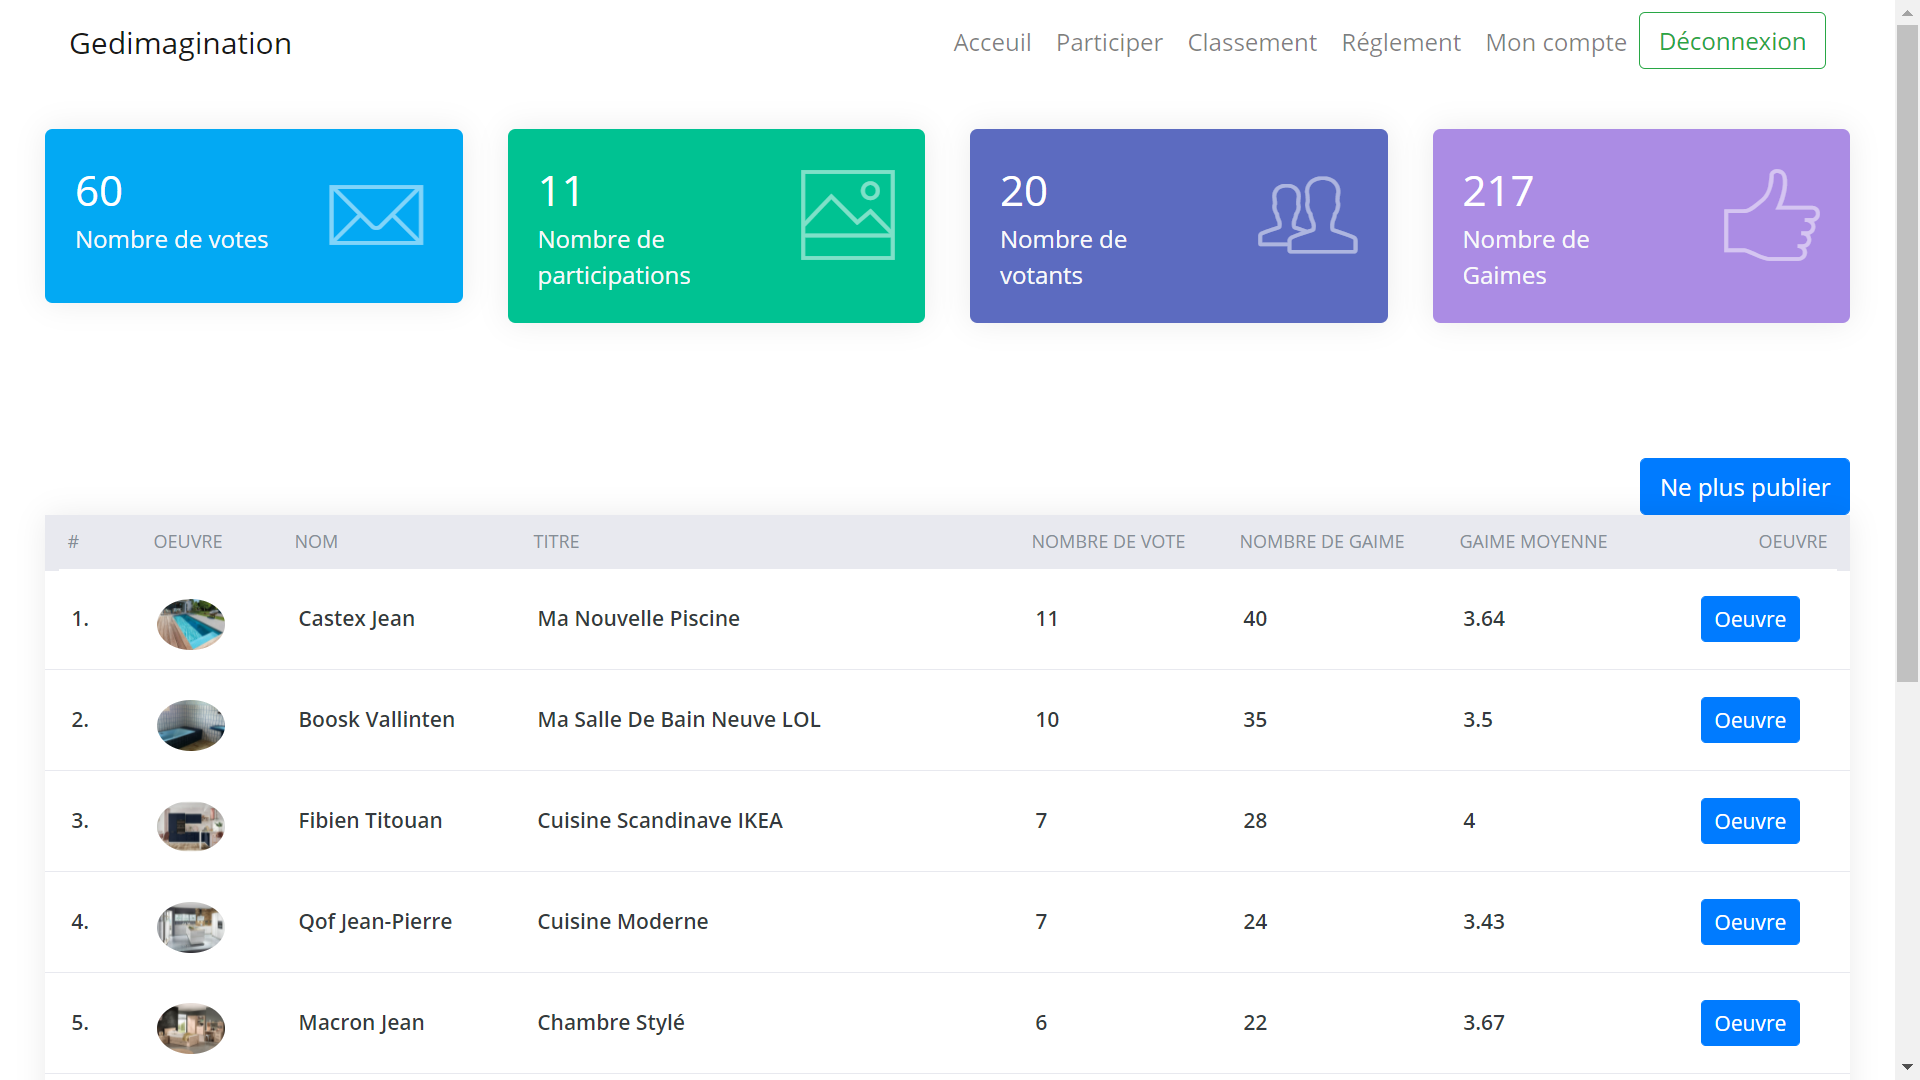 Gedimagination
Acceuil Participer Classement Réglement Mon compte Déconnexion
60
Nombre de votes
11
Nombre de
participations
20
Nombre de
votants
217
Nombre de
Gaimes
Ne plus publier
# OEUVRE NOM TITRE NOMBRE DE VOTE NOMBRE DE GAIME GAIME MOYENNE OEUVRE
1. Castex Jean Ma Nouvelle Piscine 11 40 3.64 Oeuvre
2. Boosk Vallinten Ma Salle De Bain Neuve LOL 10 35 3.5 Oeuvre
3. Fibien Titouan Cuisine Scandinave IKEA 7 28 4 Oeuvre
4. Qof Jean-Pierre Cuisine Moderne 7 24 3.43 Oeuvre
5. Macron Jean Chambre Stylé 6 22 3.67 Oeuvre